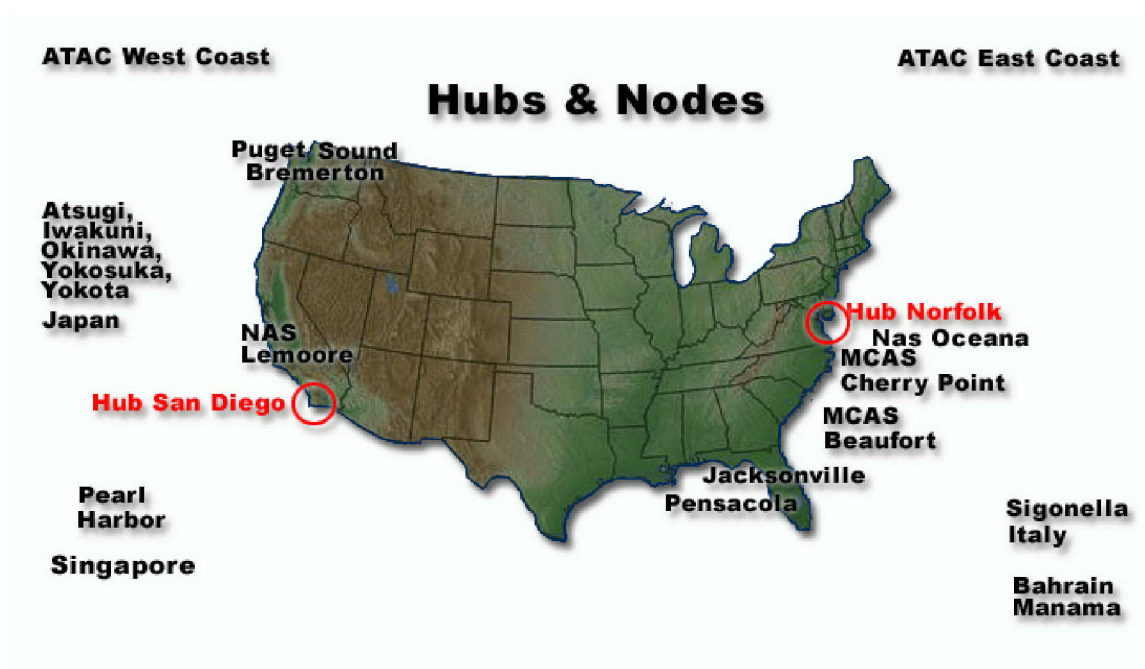 ATAC West Coast
ATAC East Coast
Hubs & Nodes
Puget Sound
Bremerton
Atsugi,
Iwakuni,
Okinawa,
Yokosuka,
Yokota
Japan
NAS
Lemoore
Hub San Diego
Hub Norfolk
Nas Oceana
MCAS
Cherry Point
MCAS
Beaufort
Jacksonville
Pensacola
Pearl
Harbor
Singapore
Sigonella
Italy
Bahrain
Manama